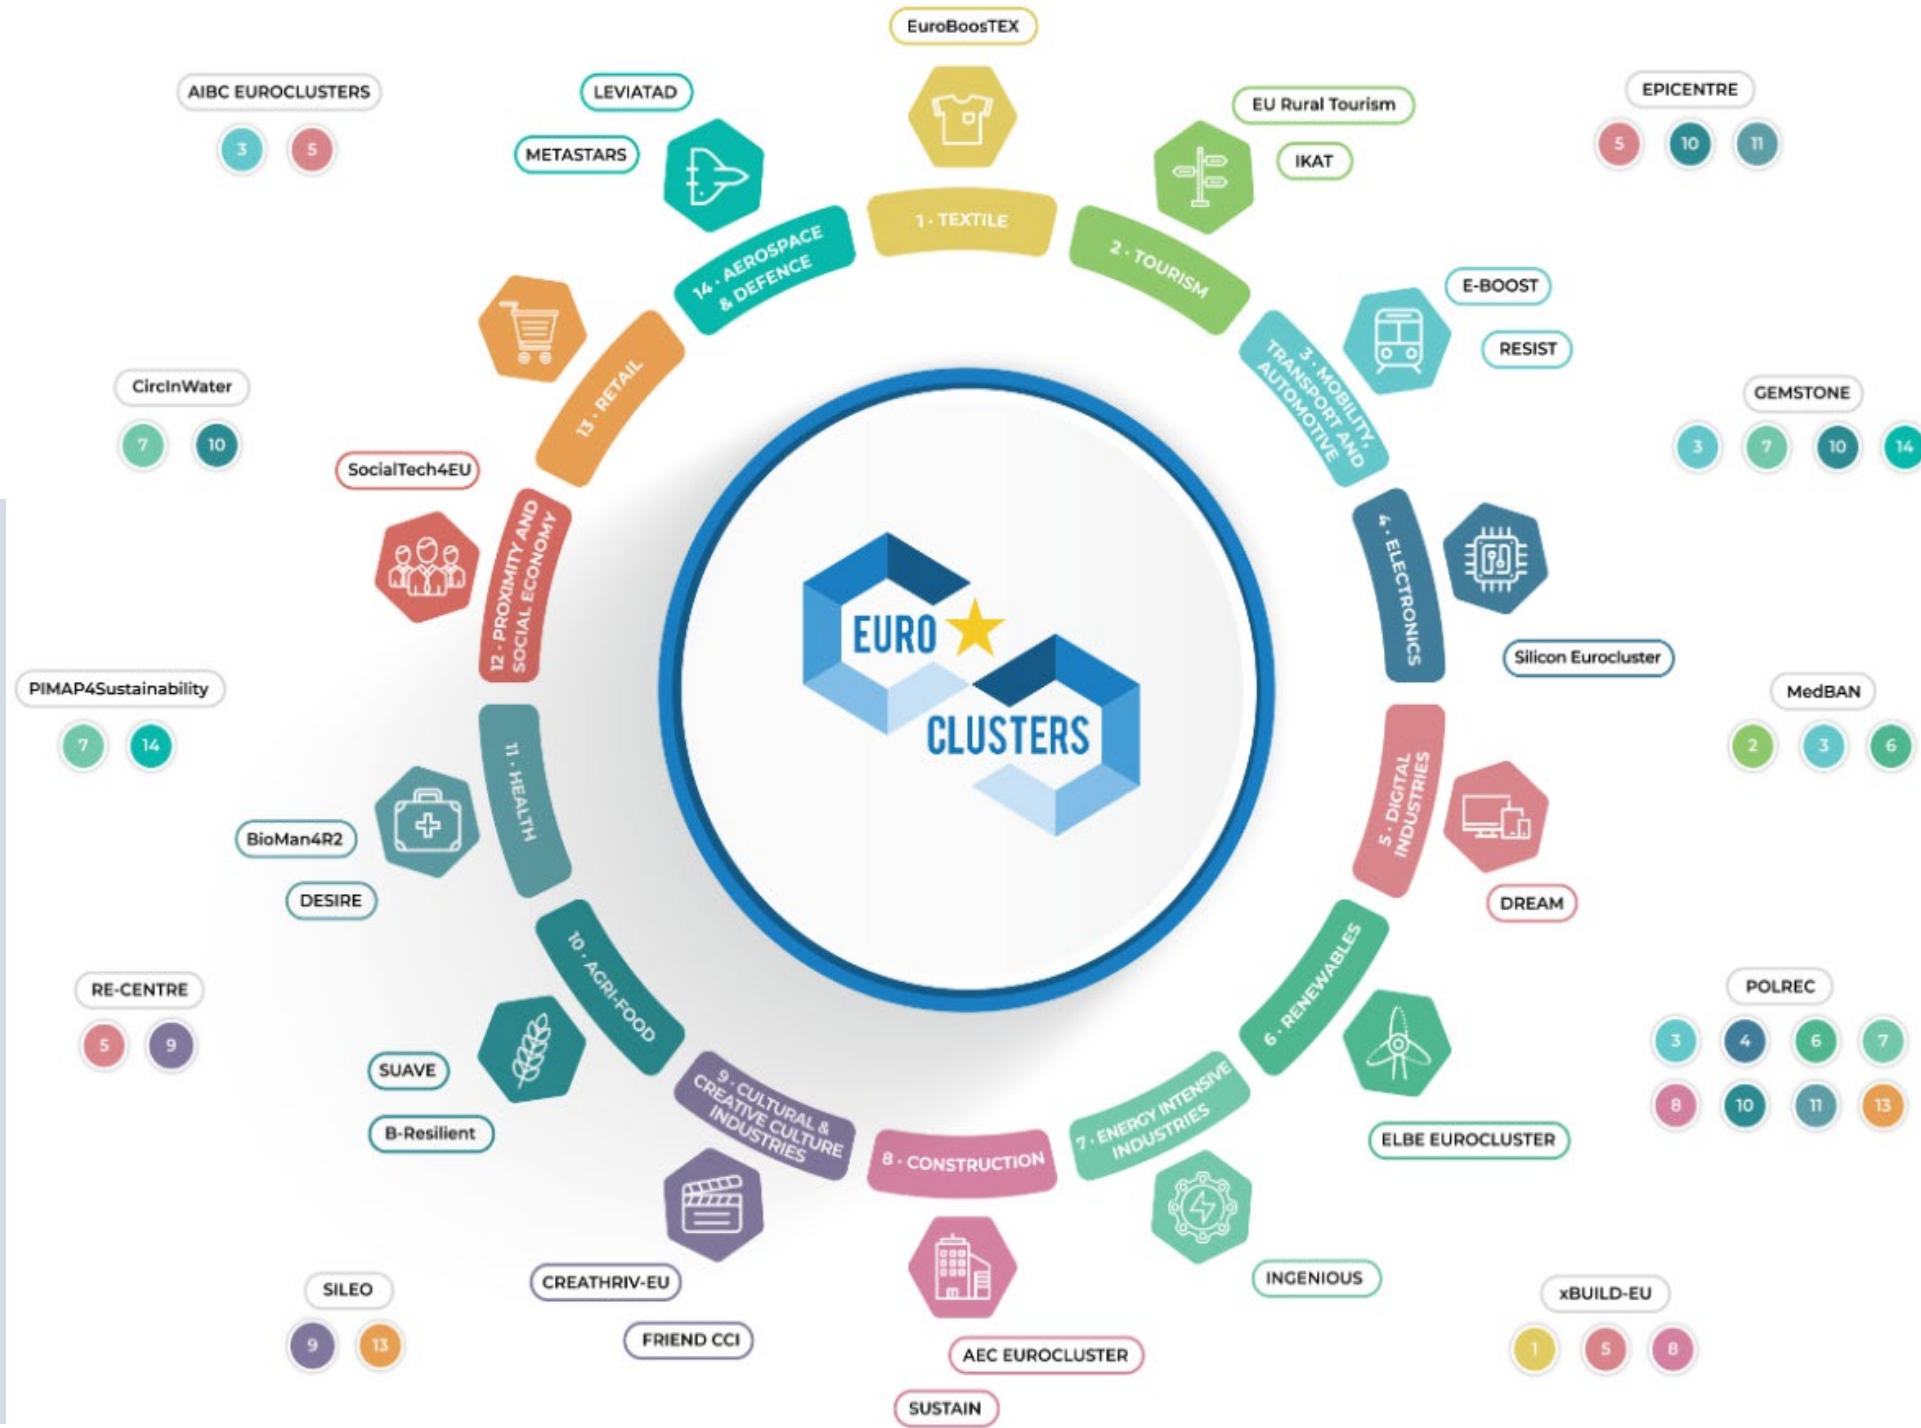 EuroBoosTEX
AIBC EUROCLUSTERS
3
5
LEVIATAD
METASTARS
EU Rural Tourism
IKAT
EPICENTRE
5
10
11
1 · TEXTILE
2 · TOURISM
14 · AEROSPACE
& DEFENCE
E-BOOST
RESIST
3 · MOBILITY,
TRANSPORT AND
AUTOMOTIVE
13 · RETAIL
CircInWater
7
10
GEMSTONE
3
7
10
14
SocialTech4EU
12 · PROXIMITY AND
SOCIAL ECONOMY
4 · ELECTRONICS
Silicon Eurocluster
EURO
CLUSTERS
PIMAP4Sustainability
7
14
MedBAN
2
3
6
11 · HEALTH
BioMan4R2
DESIRE
5 · DIGITAL
INDUSTRIES
DREAM
10 · AGRI-FOOD
SUAVE
B-Resilient
6 · RENEWABLES
ELBE EUROCLUSTER
RE-CENTRE
5
9
POLREC
3
4
6
7
8
10
11
13
9 · CULTURAL &
CREATIVE CULTURE
INDUSTRIES
8 · CONSTRUCTION
7 · ENERGY INTENSIVE
INDUSTRIES
CREATHRIV-EU
FRIEND CCI
INGENIOUS
SILEO
9
13
xBUILD-EU
1
5
8
AEC EUROCLUSTER
SUSTAIN